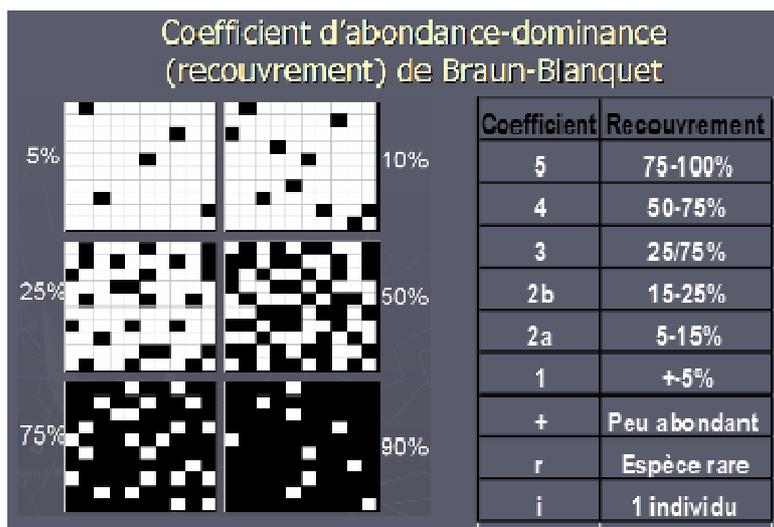 Coefficient d'abondance-dominance
(recouvrement) de Braun-Blanquet
5%
10%
25%
50%
75%
90%
Coefficient Recouvrement
5 75-100%
4 50-75%
3 25/75%
2b 15-25%
2a 5-15%
1 +-5%
+ Peu abondant
r Espèce rare
i 1 individu